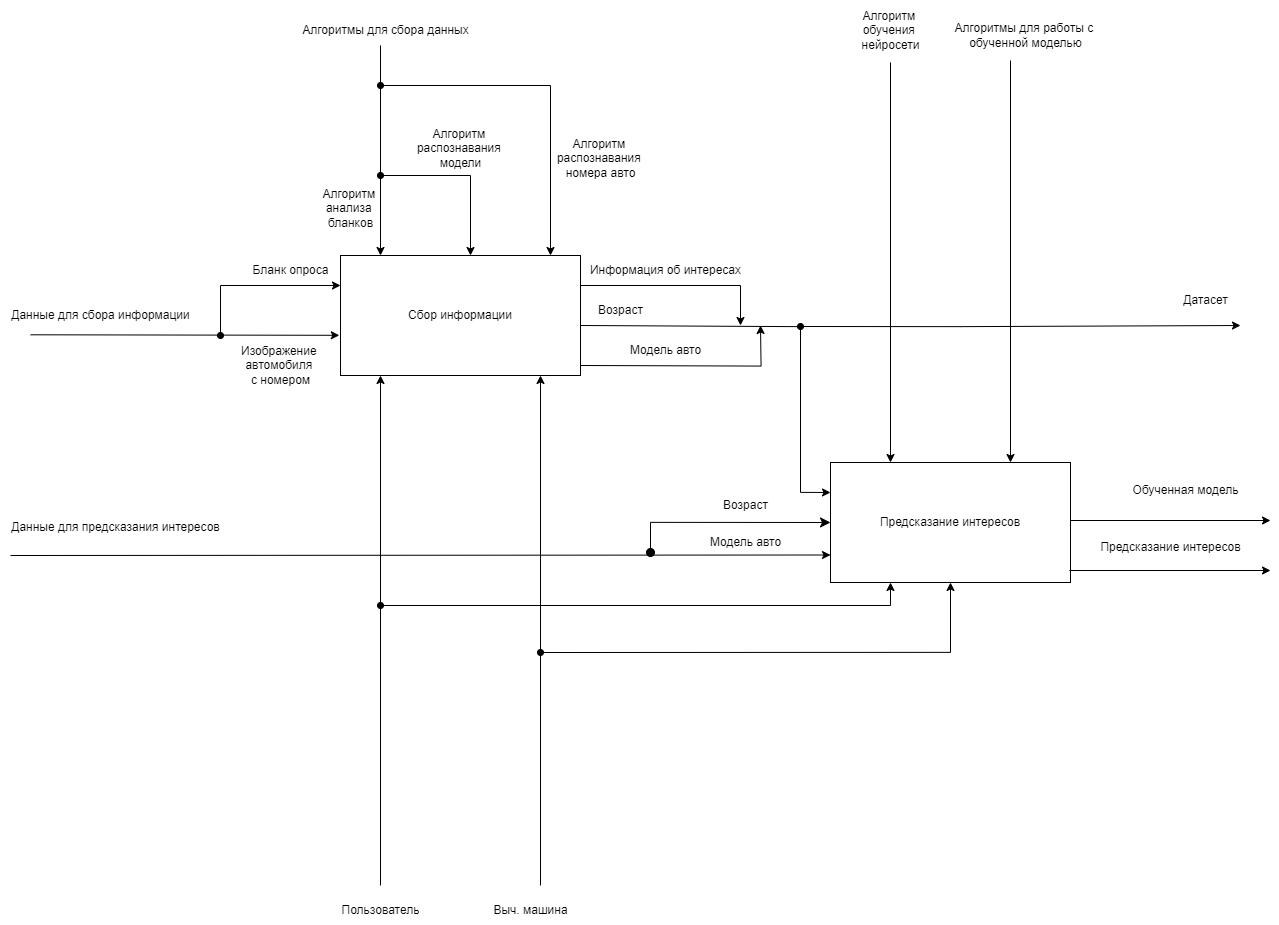 Алгоритмы для сбора данных
Алгоритм
обучения
нейросети
Алгоритмы для работы с
обученной моделью
Алгоритм
распознавания
модели
Алгоритм
распознавания
номера авто
Алгоритм
анализа
бланков
Бланк опроса
Данные для сбора информации
Изображение
автомобиля
с номером
Сбор информации
Информация об интересах
Возраст
Модель авто
Датасет
Данные для предсказания интересов
Возраст
Модель авто
Предсказание интересов
Обученная модель
Предсказание интересов
Пользователь
Выч. машина